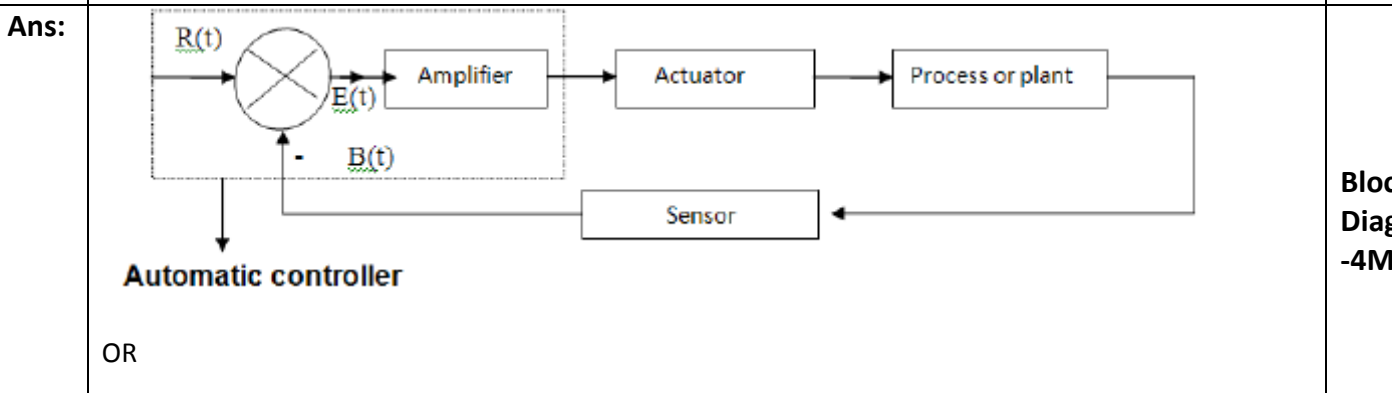 Ans:
R(t)
Amplifier
Actuator
Process or plant
E(t)
- B(t)
Sensor
Automatic controller
OR
Bloc
Diag
-4M